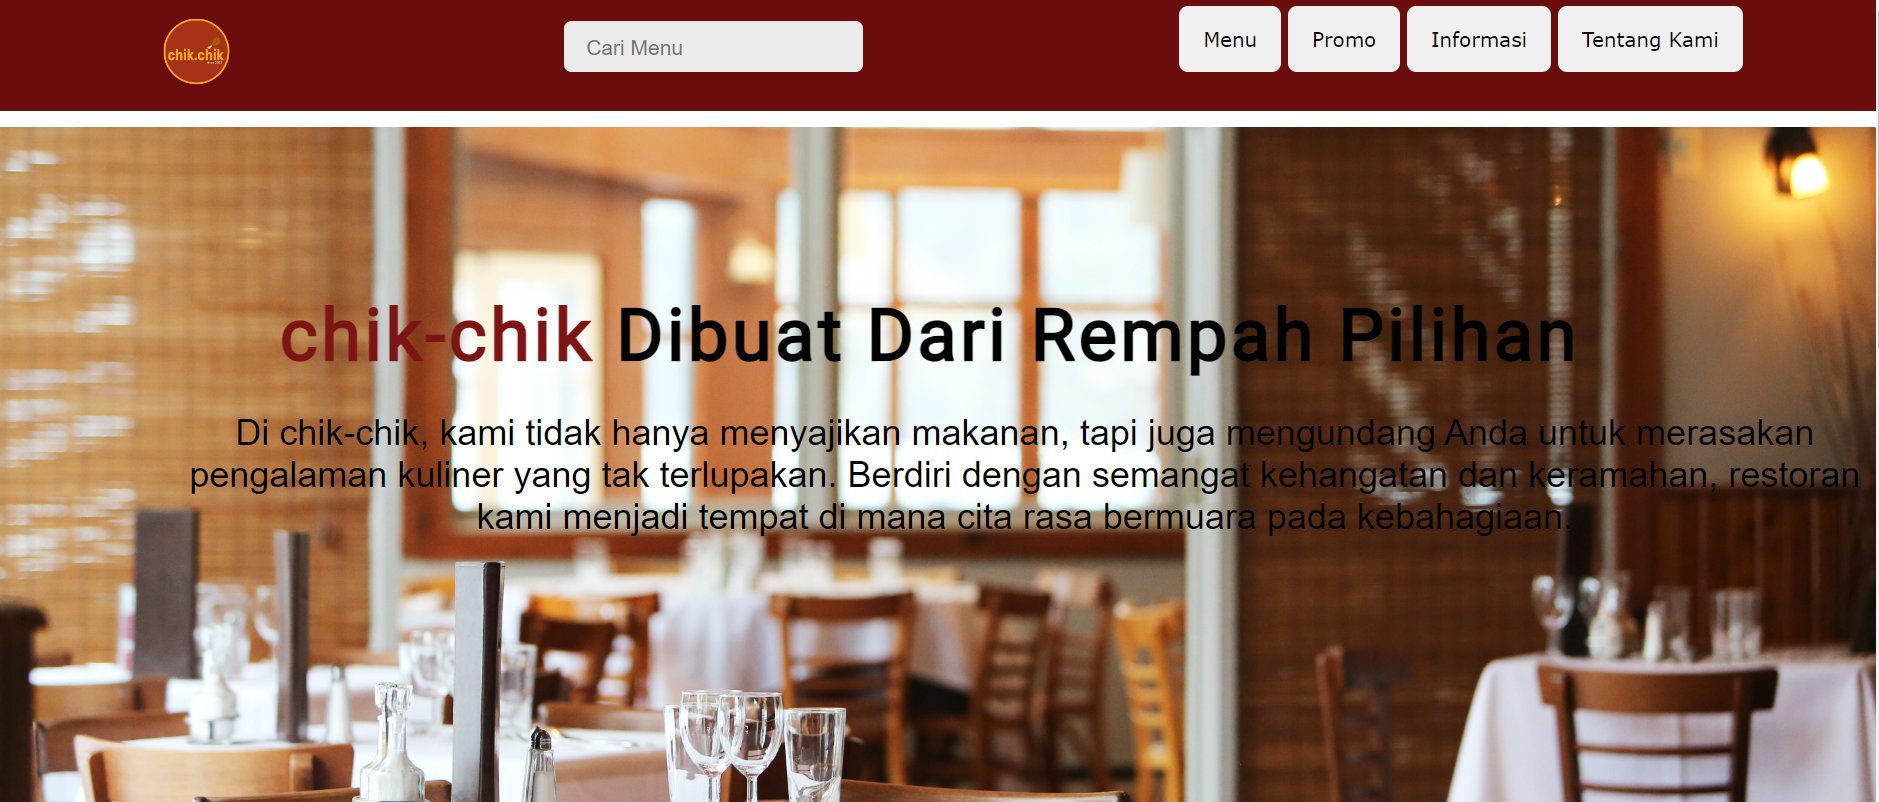 chik.chik
Cari Menu
Menu
Promo
Informasi
Tentang Kami
chik-chik Dibuat Dari Rempah Pilihan
Di chik-chik, kami tidak hanya menyajikan makanan, tapi juga mengundang Anda untuk merasakan
pengalaman kuliner yang tak terlupakan. Berdiri dengan semangat kehangatan dan keramahan, restoran
kami menjadi tempat di mana cita rasa bermuara pada kebahagiaan.